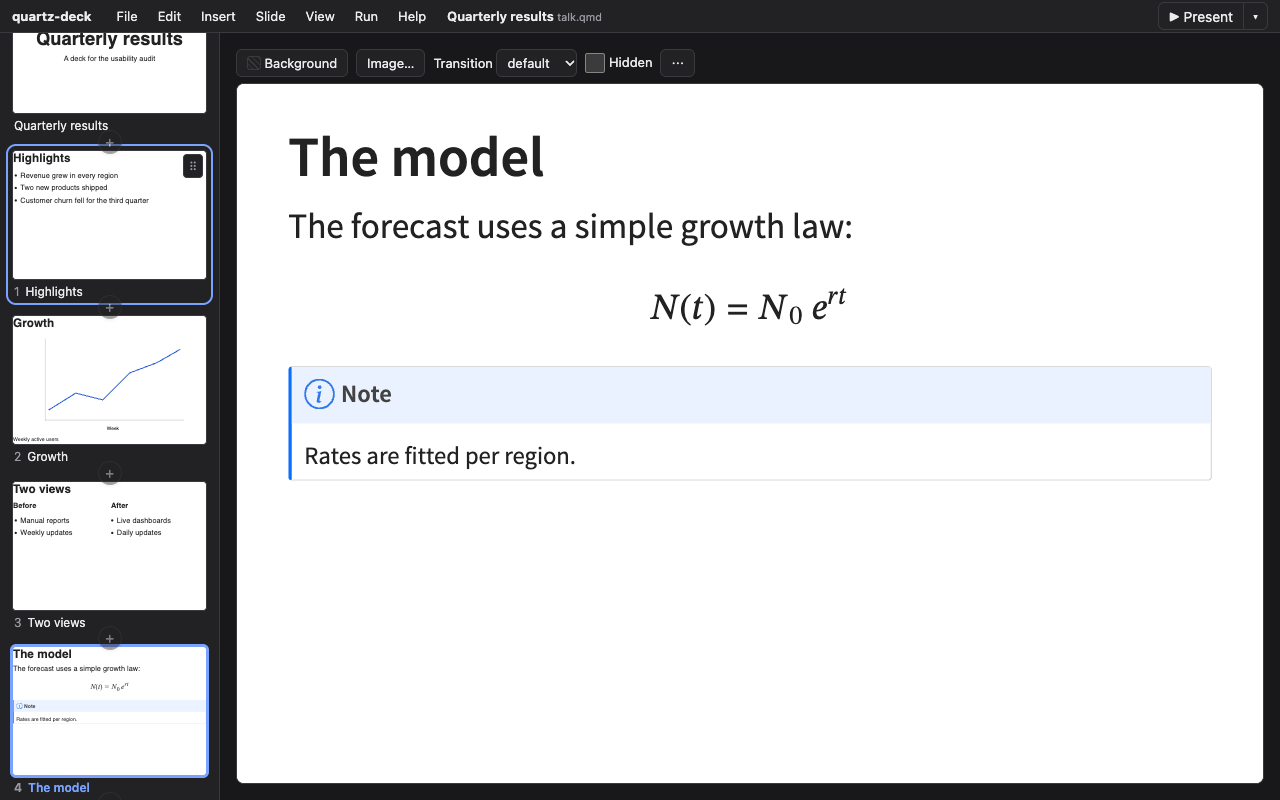 quartz-deck File Edit Insert Slide View Run Help Quarterly results talk.qmd ▶ Present
Quarterly results
A deck for the usability audit
Quarterly results
Highlights
• Revenue grew in every region
• Two new products shipped
• Customer churn fell for the third quarter
1 Highlights
Growth
Week
Weekly active users
2 Growth
Two views
Before After
• Manual reports • Live dashboards
• Weekly updates • Daily updates
3 Two views
The model
The forecast uses a simple growth law:
N(t) = N₀ eʳᵗ
Note
Rates are fitted per region.
4 The model
Background Image... Transition default Hidden ...
The model
The forecast uses a simple growth law:
N(t) = N₀ eʳᵗ
Note
Rates are fitted per region.